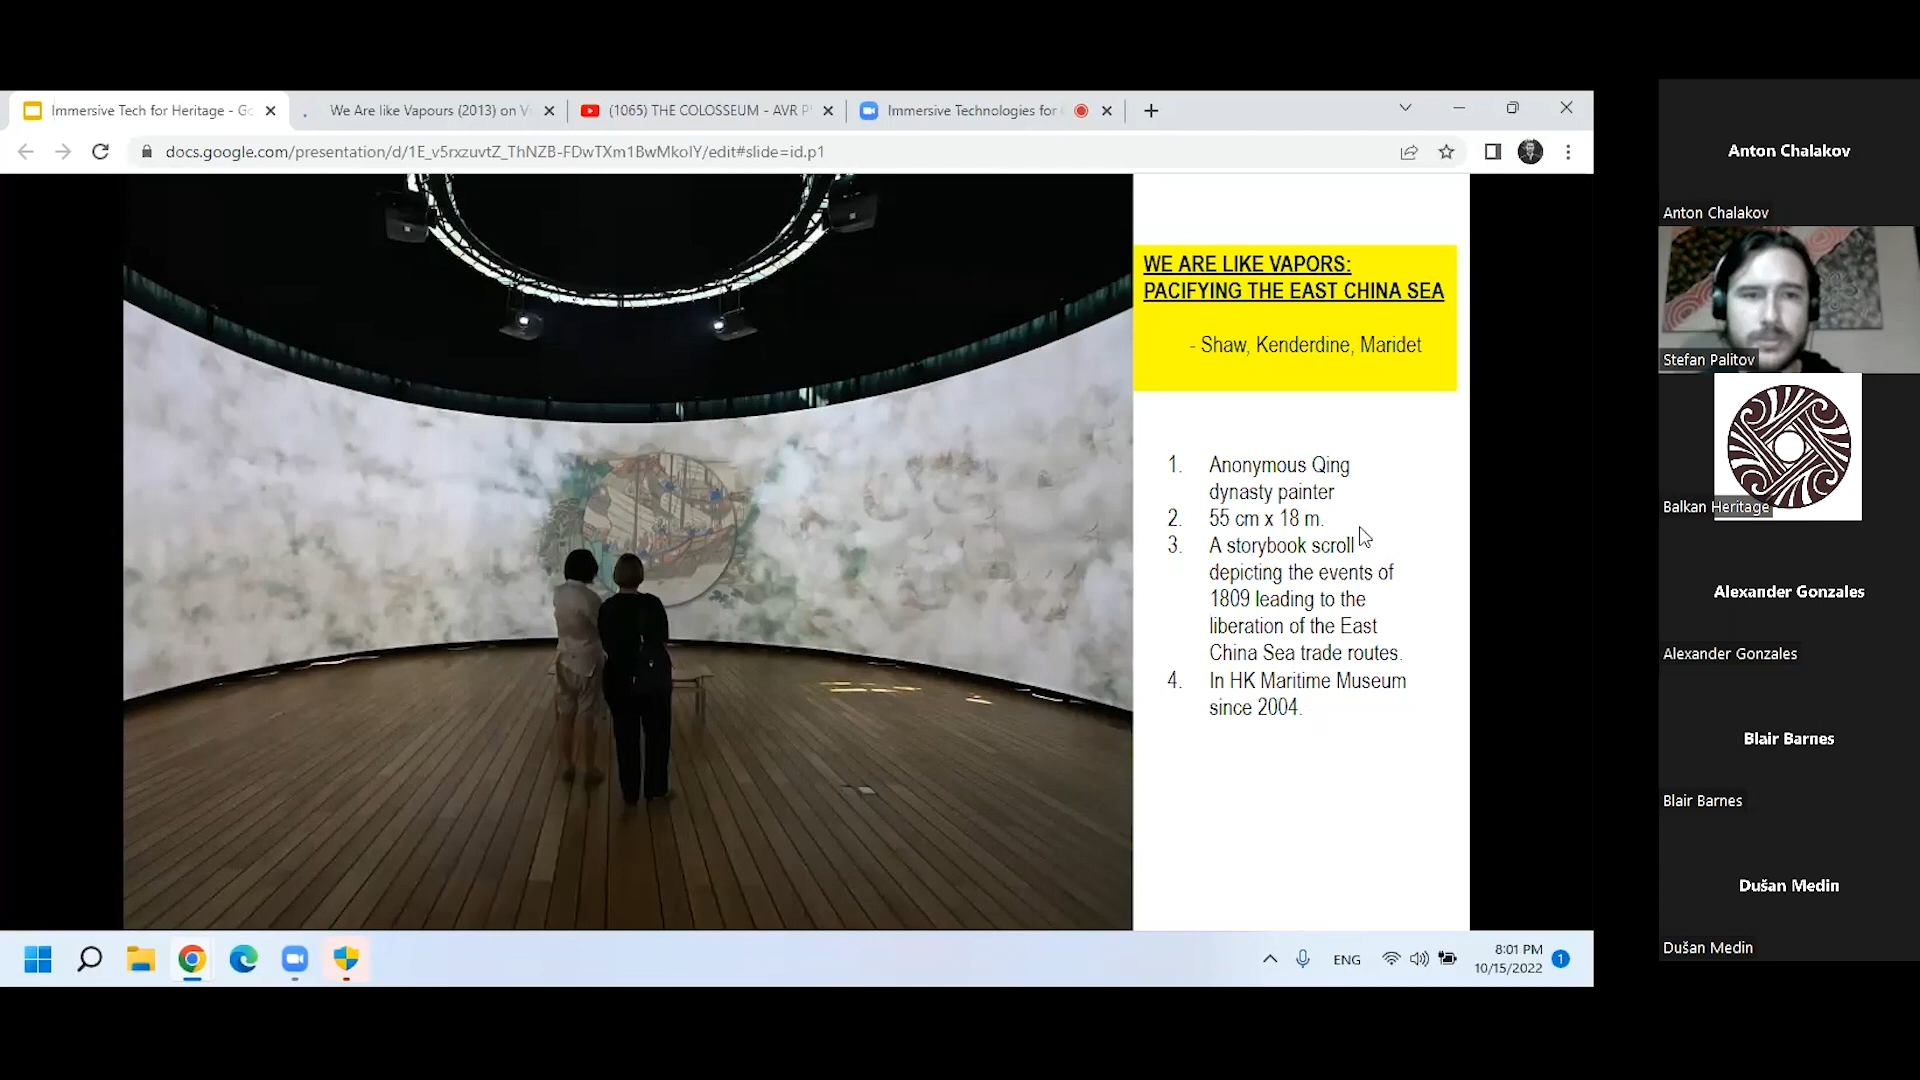 Immersive Tech for Heritage - Go
We Are like Vapours (2013) on V
(1065) THE COLOSSEUM - AVR P
Immersive Technologies for
docs.google.com/presentation/d/1E_v5rxzuvtZ_ThNZB-FDwTXm1BwMkoIY/edit#slide=id.p1
WE ARE LIKE VAPORS:
PACIFYING THE EAST CHINA SEA
- Shaw, Kenderdine, Maridet
1. Anonymous Qing
dynasty painter
2. 55 cm x 18 m.
3. A storybook scroll
depicting the events of
1809 leading to the
liberation of the East
China Sea trade routes.
4. In HK Maritime Museum
since 2004.
ENG
8:01 PM
10/15/2022
1
Anton Chalakov
Anton Chalakov
Stefan Palitov
Balkan Heritage
Alexander Gonzales
Alexander Gonzales
Blair Barnes
Blair Barnes
Dušan Medin
Dušan Medin